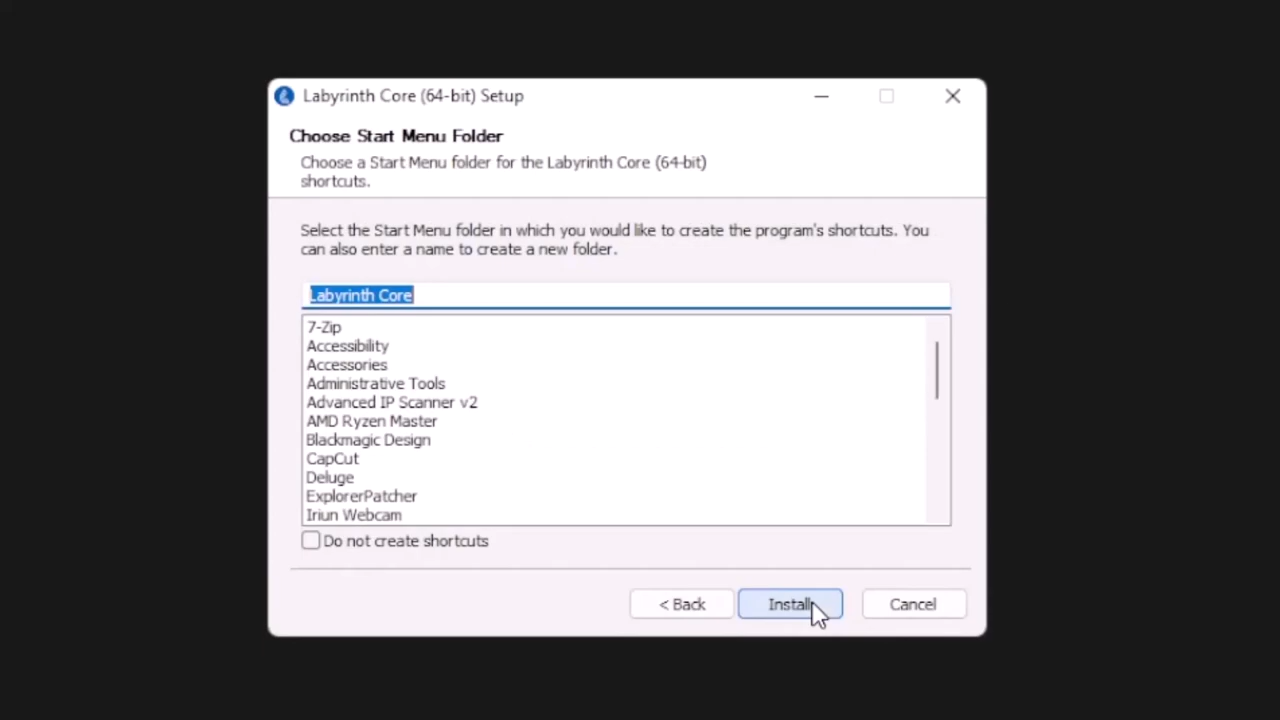 Labyrinth Core (64-bit) Setup
Choose Start Menu Folder
Choose a Start Menu folder for the Labyrinth Core (64-bit)
shortcuts.
Select the Start Menu folder in which you would like to create the program's shortcuts. You
can also enter a name to create a new folder.
Labyrinth Core
7-Zip
Accessibility
Accessories
Administrative Tools
Advanced IP Scanner v2
AMD Ryzen Master
Blackmagic Design
CapCut
Deluge
ExplorerPatcher
Iriun Webcam
Do not create shortcuts
< Back Install Cancel